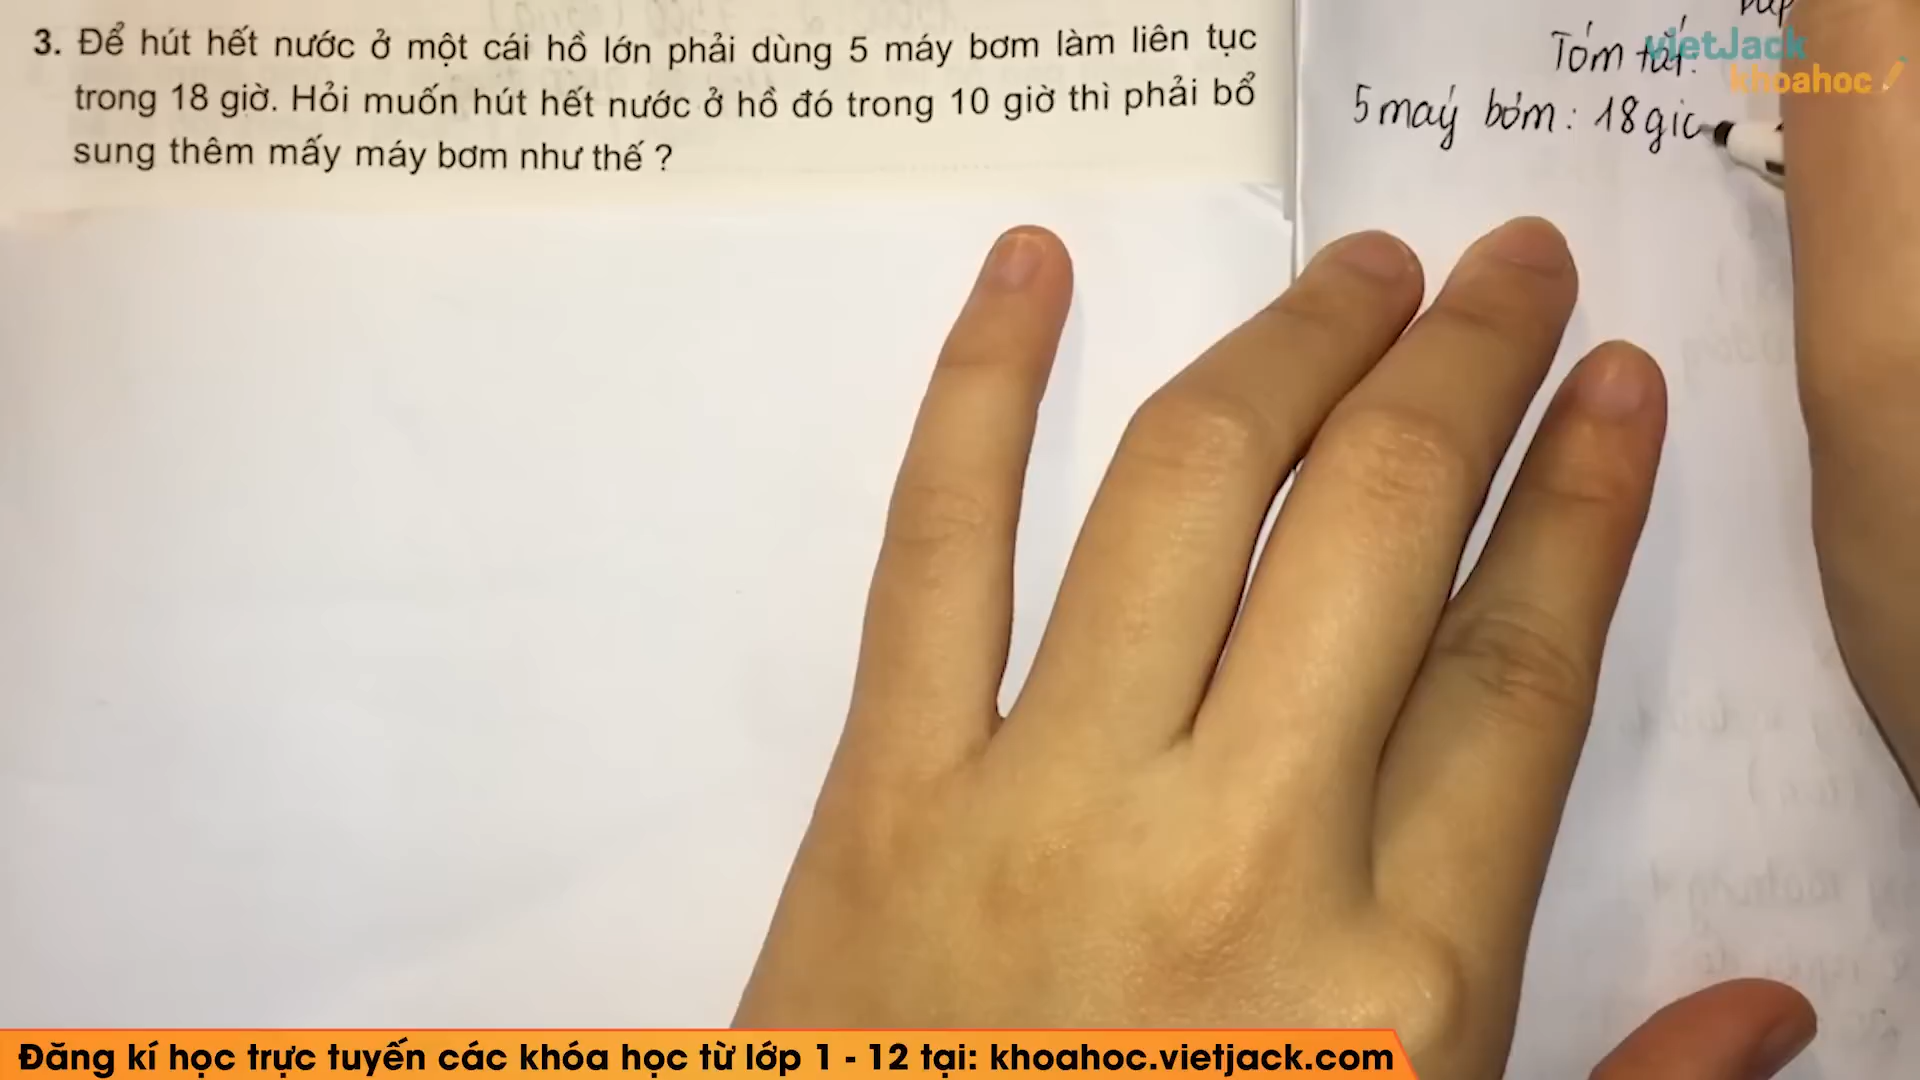 3. Để hút hết nước ở một cái hồ lớn phải dùng 5 máy bơm làm liên tục
trong 18 giờ. Hỏi muốn hút hết nước ở hồ đó trong 10 giờ thì phải bổ
sung thêm mấy máy bơm như thế ?
Tóm tắt:
vietJack
khoahoc
5 máy bơm: 18giờ
Đăng kí học trực tuyến các khóa học từ lớp 1 - 12 tại: khoahoc.vietjack.com